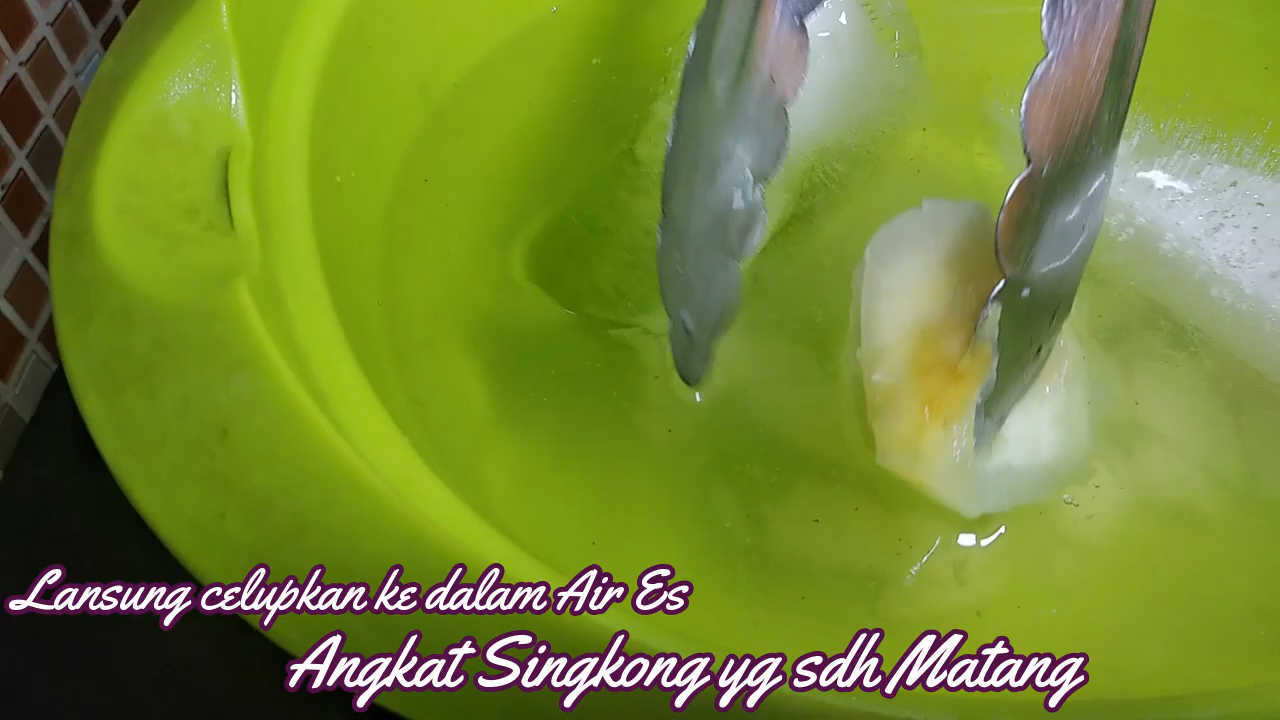 Lansung celupkan ke dalam Air Es
Angkat Singkong yg sdh Matang